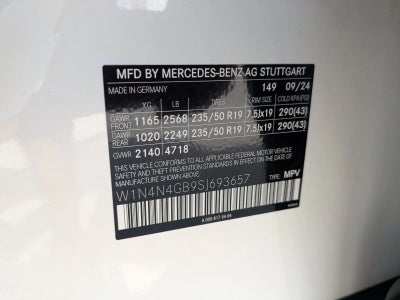 MFD BY MERCEDES-BENZ-AG STUTTGART
MADE IN GERMANY 149 09/24
KG LB TIRES RIM SIZE COLD KPA(PSI)
GAWR FRONT 1165 2568 235/50 R19 7.5Jx19 290(43)
GAWR REAR 1020 2249 235/50 R19 7.5Jx19 290(43)
GVWR 2140 4718
THIS VEHICLE CONFORMS TO ALL APPLICABLE FEDERAL MOTOR VEHICLE
SAFETY STANDARDS IN EFFECT ON THE DATE OF
MANUFACTURE SHOWN ABOVE.
W1N4N4GB9SJ693657 TYPE: MPV